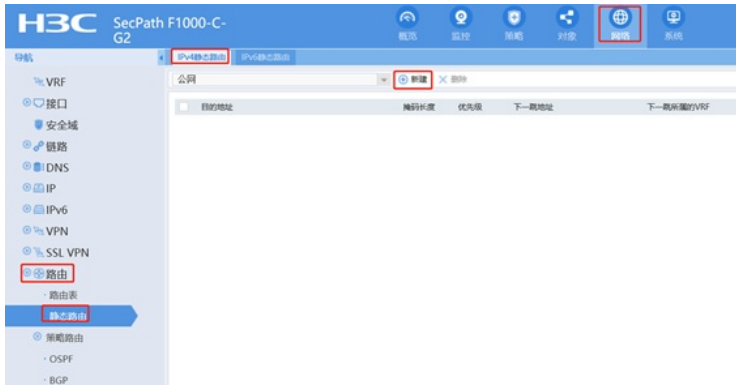 H3C SecPath F1000-C-G2
概览 监控 策略 对象 网络 系统
导航
IPv4静态路由 IPv6静态路由
公网 新建 删除
目的地址 掩码长度 优先级 下一跳地址 下一跳所属的VRF
VRF
接口
安全域
链路
DNS
IP
IPv6
VPN
SSL VPN
路由
路由表
静态路由
策略路由
OSPF
BGP